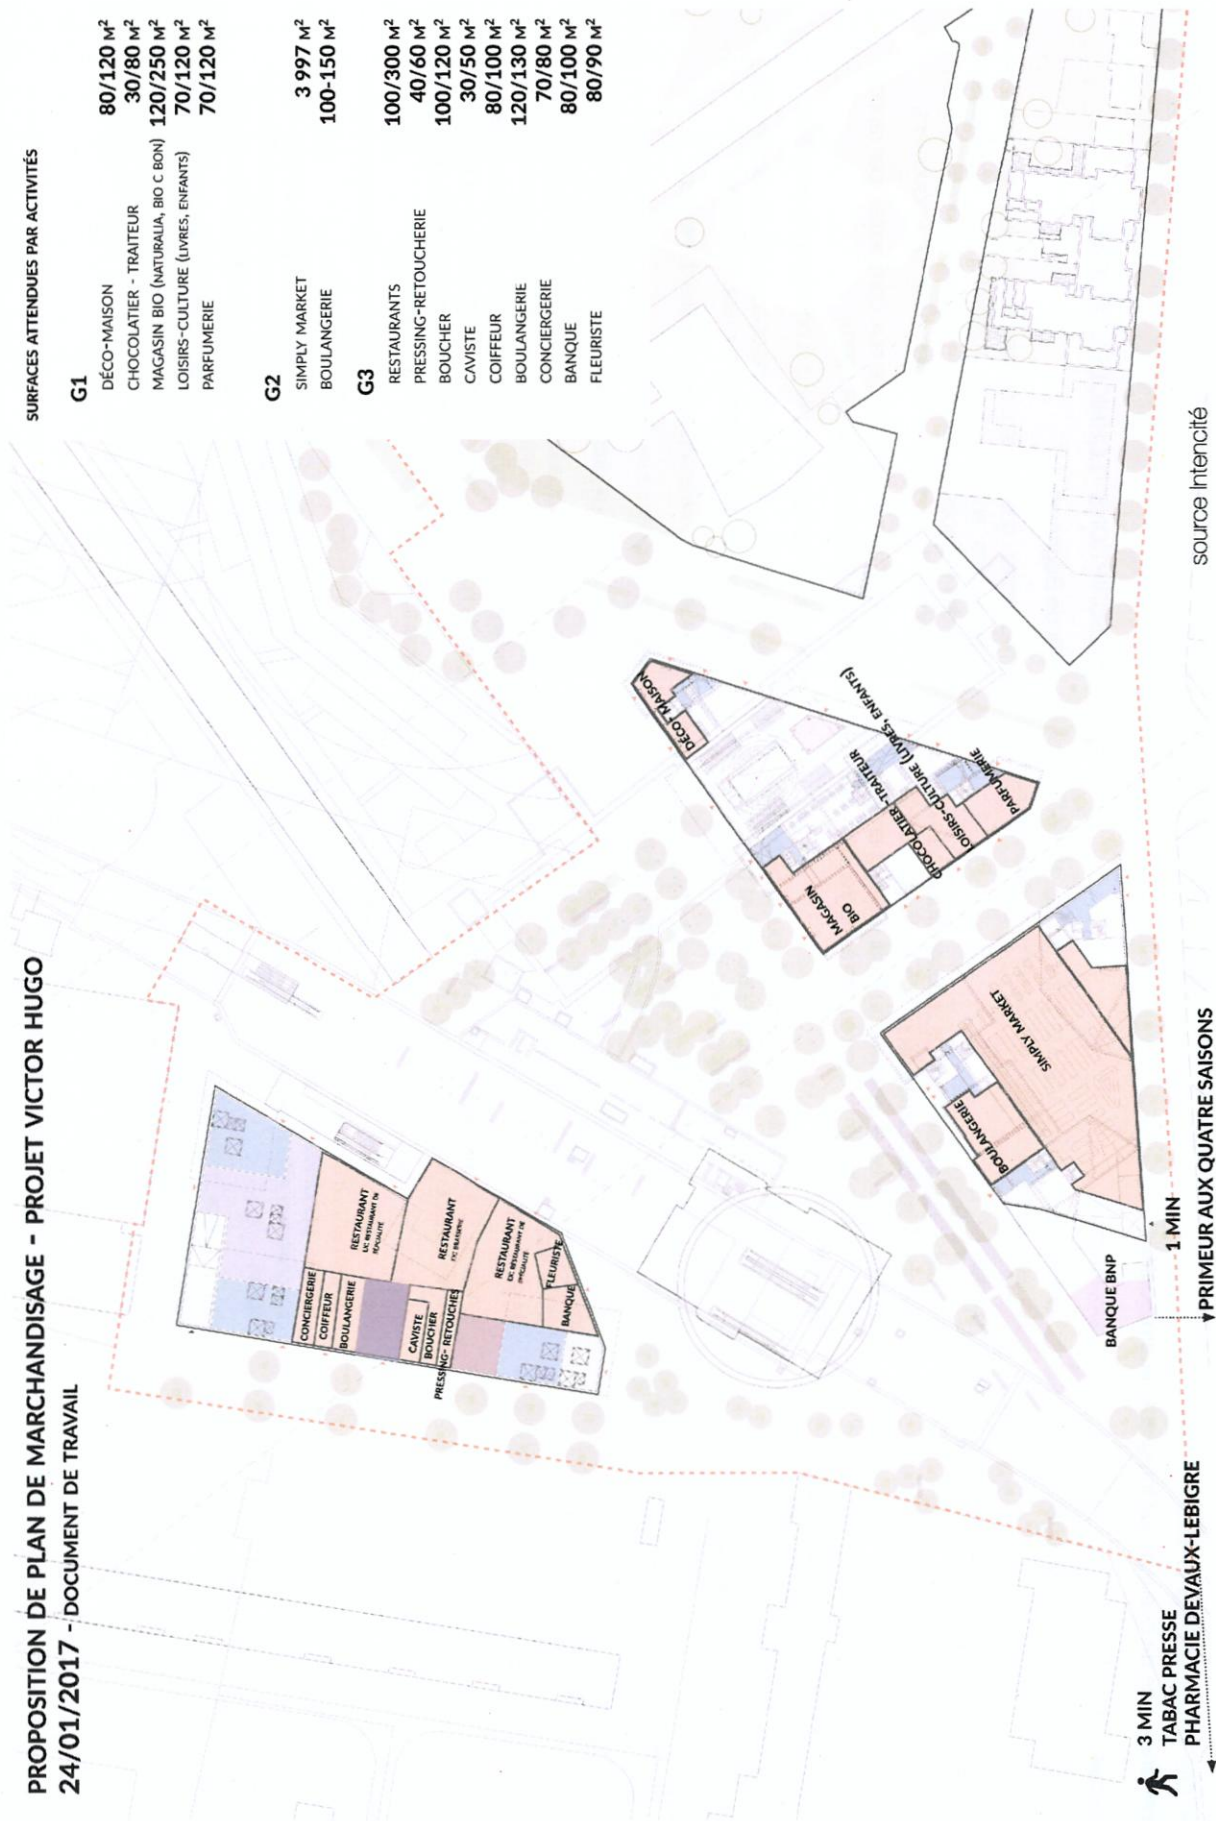 PROPOSITION DE PLAN DE MARCHANDISAGE - PROJET VICTOR HUGO
24/01/2017 - DOCUMENT DE TRAVAIL
SURFACES ATTENDUES PAR ACTIVITÉS
G1
DÉCO-MAISON 80/120 M²
CHOCOLATIER - TRAITEUR 30/80 M²
MAGASIN BIO (NATURALIA, BIO C BON) 120/250 M²
LOISIRS-CULTURE (LIVRES, ENFANTS) 70/120 M²
PARFUMERIE 70/120 M²
G2
SIMPLY MARKET 3 997 M²
BOULANGERIE 100-150 M²
G3
RESTAURANTS 100/300 M²
PRESSING-RETOUCHERIE 40/60 M²
BOUCHER 100/120 M²
CAVISTE 30/50 M²
COIFFEUR 80/100 M²
BOULANGERIE 120/130 M²
CONCIERGERIE 70/80 M²
BANQUE 80/100 M²
FLEURISTE 80/90 M²
RESTAURANT
RESTAURANT
RESTAURANT
CONCIERGERIE
COIFFEUR
BOULANGERIE
CAVISTE
BOUCHER
PRESSING- RETOUCHES
FLEURISTE
BANQUE
DÉCO MAISON
MAGASIN
BIO
CHOCOLATIER -TRAITEUR
LOISIRS-CULTURE (LIVRES, ENFANTS)
PARFUMERIE
SIMPLY MARKET
BOULANGERIE
BANQUE BNP
1 MIN
PRIMEUR AUX QUATRE SAISONS
3 MIN
TABAC PRESSE
PHARMACIE DEVAUX-LEBIGRE
source Intencité